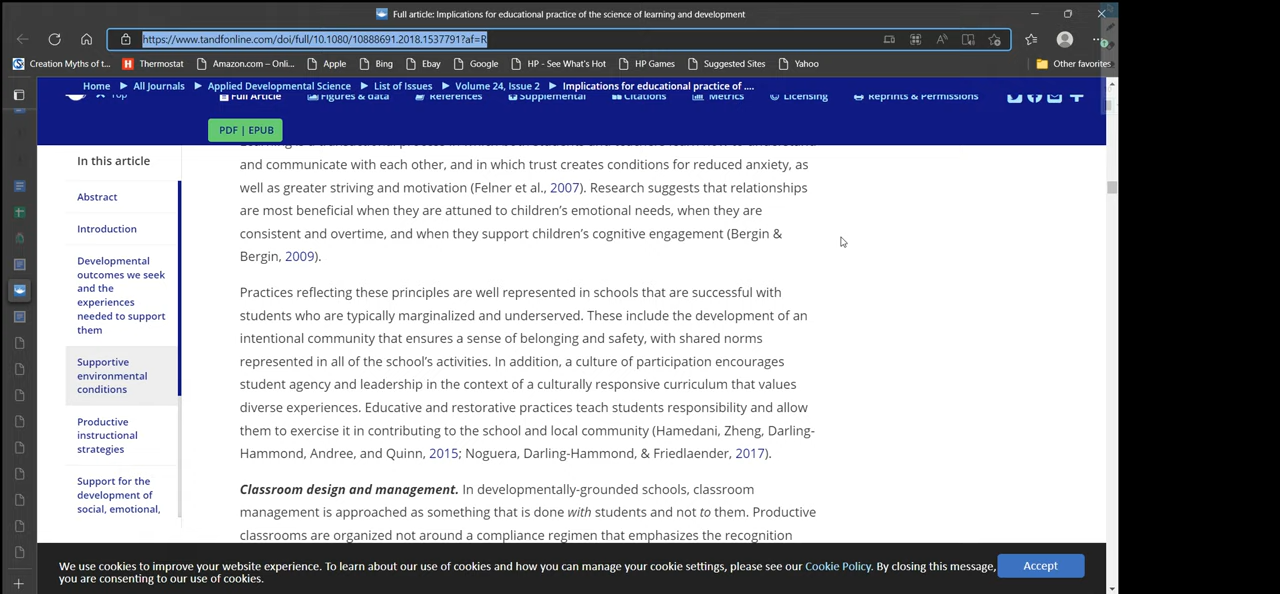 Full article: Implications for educational practice of the science of learning and development
https://www.tandfonline.com/doi/full/10.1080/10888691.2018.1537791?af=R
Creation Myths of t... Thermostat Amazon.com – Onli... Apple Bing Ebay Google HP - See What's Hot HP Games Suggested Sites Yahoo Other favorites
Home All Journals Applied Developmental Science List of Issues Volume 24, Issue 2 Implications for educational practice of ....
Top Full Article Figures & data References Supplemental Citations Metrics Licensing Reprints & Permissions
PDF | EPUB
In this article
Abstract
Introduction
Developmental
outcomes we seek
and the
experiences
needed to support
them
Supportive
environmental
conditions
Productive
instructional
strategies
Support for the
development of
social, emotional,
and communicate with each other, and in which trust creates conditions for reduced anxiety, as
well as greater striving and motivation (Felner et al., 2007). Research suggests that relationships
are most beneficial when they are attuned to children's emotional needs, when they are
consistent and overtime, and when they support children's cognitive engagement (Bergin &
Bergin, 2009).
Practices reflecting these principles are well represented in schools that are successful with
students who are typically marginalized and underserved. These include the development of an
intentional community that ensures a sense of belonging and safety, with shared norms
represented in all of the school's activities. In addition, a culture of participation encourages
student agency and leadership in the context of a culturally responsive curriculum that values
diverse experiences. Educative and restorative practices teach students responsibility and allow
them to exercise it in contributing to the school and local community (Hamedani, Zheng, Darling-
Hammond, Andree, and Quinn, 2015; Noguera, Darling-Hammond, & Friedlaender, 2017).
Classroom design and management. In developmentally-grounded schools, classroom
management is approached as something that is done with students and not to them. Productive
classrooms are organized not around a compliance regimen that emphasizes the recognition
We use cookies to improve your website experience. To learn about our use of cookies and how you can manage your cookie settings, please see our Cookie Policy. By closing this message,
you are consenting to our use of cookies.
Accept